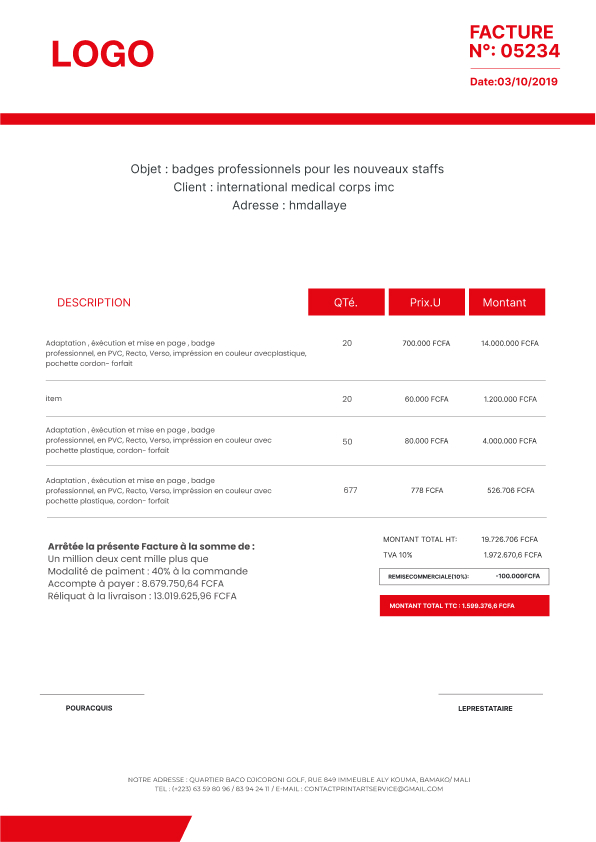 LOGO
FACTURE
N°: 05234
Date:03/10/2019
Objet : badges professionnels pour les nouveaux staffs
Client : international medical corps imc
Adresse : hmdallaye
DESCRIPTION QTé. Prix.U Montant
Adaptation , éxécution et mise en page , badge
professionnel, en PVC, Recto, Verso, impréssion en couleur avecplastique,
pochette cordon- forfait
20 700.000 FCFA 14.000.000 FCFA
item 20 60.000 FCFA 1.200.000 FCFA
Adaptation , éxécution et mise en page , badge
professionnel, en PVC, Recto, Verso, impréssion en couleur avec
pochette plastique, cordon- forfait
50 80.000 FCFA 4.000.000 FCFA
Adaptation , éxécution et mise en page , badge
professionnel, en PVC, Recto, Verso, impréssion en couleur avec
pochette plastique, cordon- forfait
677 778 FCFA 526.706 FCFA
Arrêtée la présente Facture à la somme de :
Un million deux cent mille plus que
Modalité de paiment : 40% à la commande
Accompte à payer : 8.679.750,64 FCFA
Réliquat à la livraison : 13.019.625,96 FCFA
MONTANT TOTAL HT: 19.726.706 FCFA
TVA 10% 1.972.670,6 FCFA
REMISECOMMERCIALE(10%): -100.000FCFA
MONTANT TOTAL TTC : 1.599.376,6 FCFA
POURACQUIS
LEPRESTATAIRE
NOTRE ADRESSE : QUARTIER BACO DJICORONI GOLF, RUE 849 IMMEUBLE ALY KOUMA, BAMAKO/ MALI
TEL : (+223) 63 59 80 96 / 83 94 24 11 / E-MAIL : CONTACTPRINTARTSERVICE@GMAIL.COM